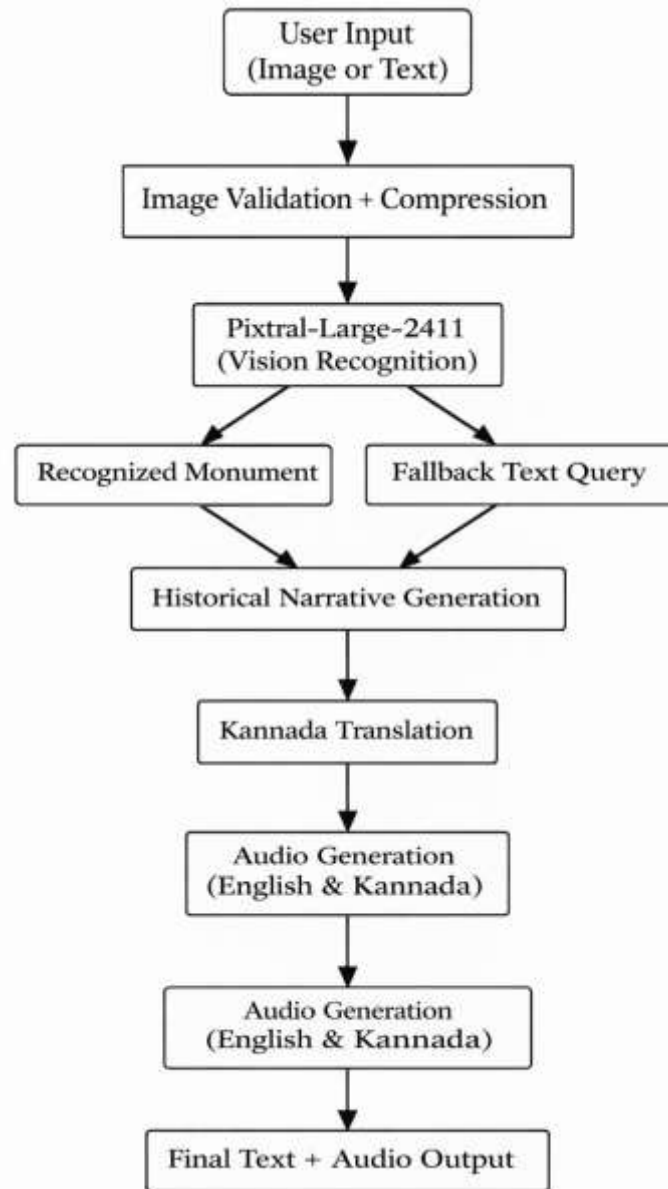 User Input
(Image or Text)
Image Validation + Compression
Pixtral-Large-2411
(Vision Recognition)
Recognized Monument
Fallback Text Query
Historical Narrative Generation
Kannada Translation
Audio Generation
(English & Kannada)
Audio Generation
(English & Kannada)
Final Text + Audio Output